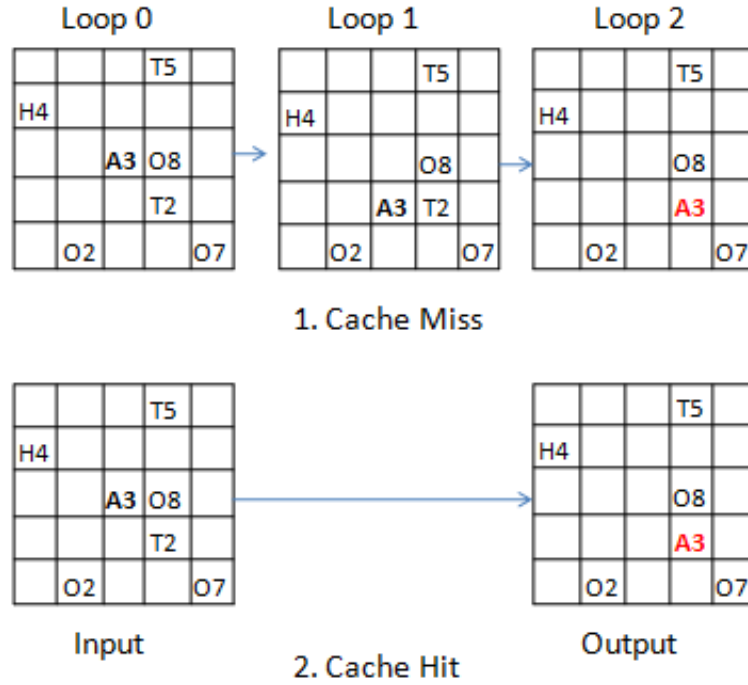 Loop 0 Loop 1 Loop 2
T5 T5 T5
H4 H4 H4
A3 O8 O8 O8
T2 A3 T2 A3
O2 O7 O2 O7 O2 O7
1. Cache Miss
T5 T5
H4 H4
A3 O8 O8
T2 A3
O2 O7 O2 O7
Input Output
2. Cache Hit